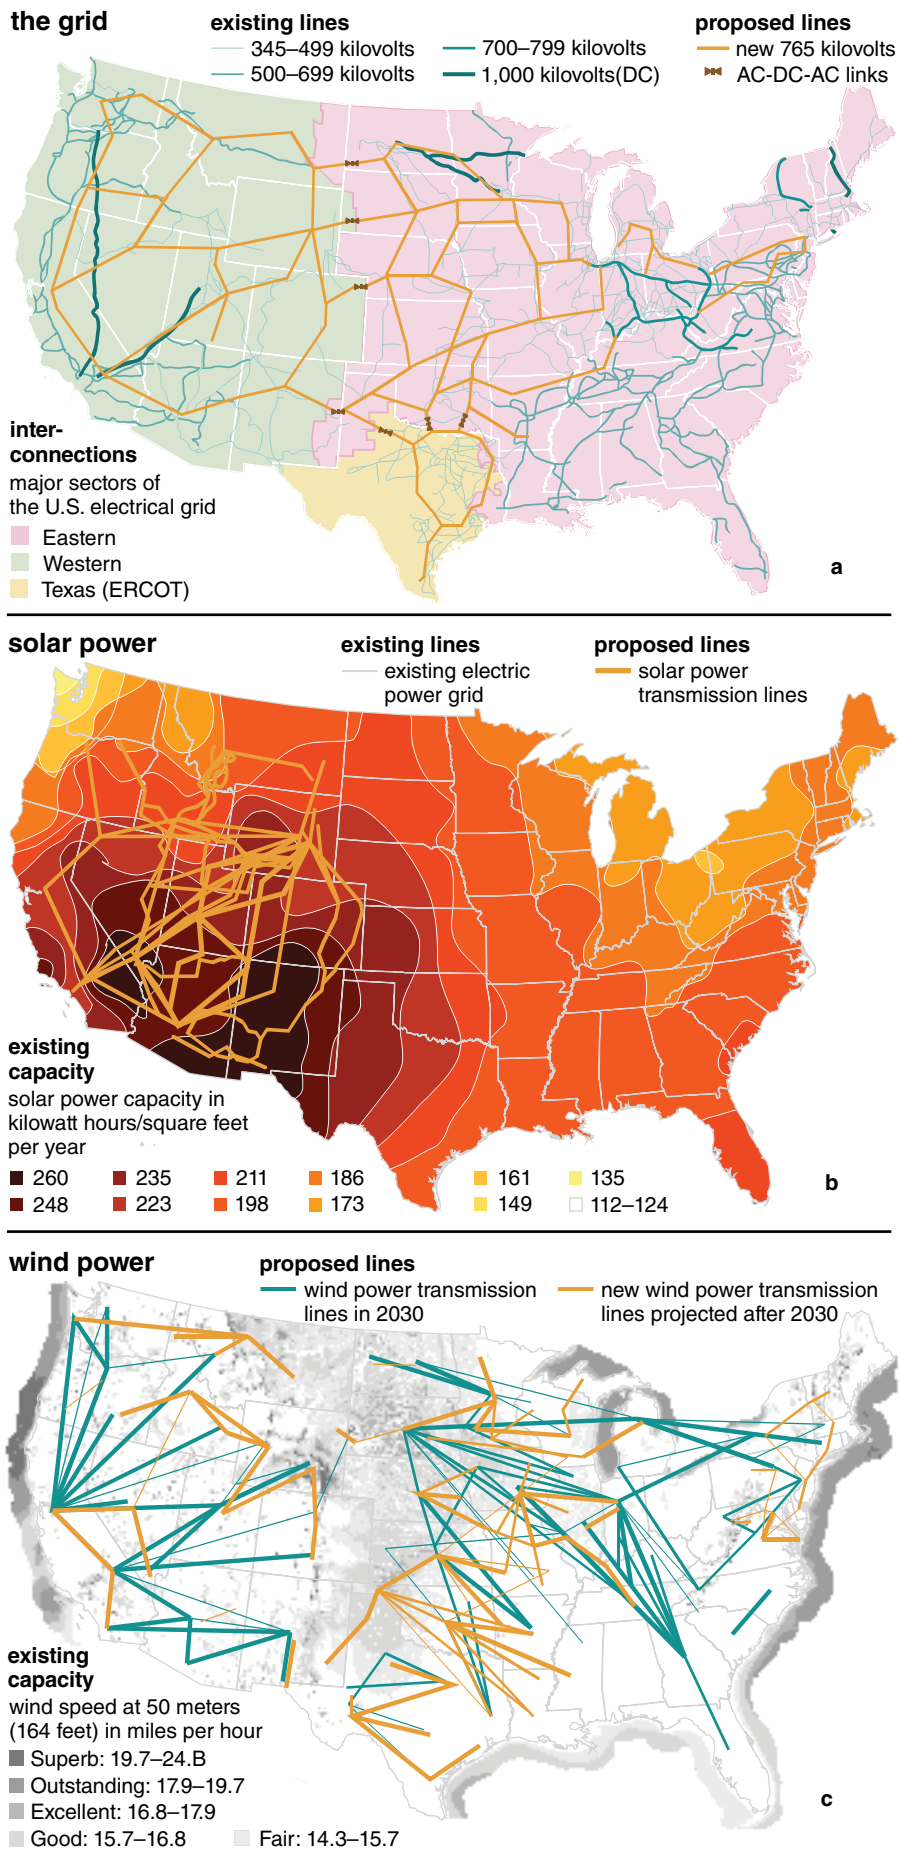 the grid
existing lines
345–499 kilovolts
500–699 kilovolts
700–799 kilovolts
1,000 kilovolts(DC)
proposed lines
new 765 kilovolts
AC-DC-AC links
inter-
connections
major sectors of
the U.S. electrical grid
Eastern
Western
Texas (ERCOT)
a
solar power
existing lines
existing electric
power grid
proposed lines
solar power
transmission lines
existing
capacity
solar power capacity in
kilowatt hours/square feet
per year
260 235 211 186 161 135
248 223 198 173 149 112–124
b
wind power
proposed lines
wind power transmission
lines in 2030
new wind power transmission
lines projected after 2030
existing
capacity
wind speed at 50 meters
(164 feet) in miles per hour
Superb: 19.7–24.B
Outstanding: 17.9–19.7
Excellent: 16.8–17.9
Good: 15.7–16.8 Fair: 14.3–15.7
c